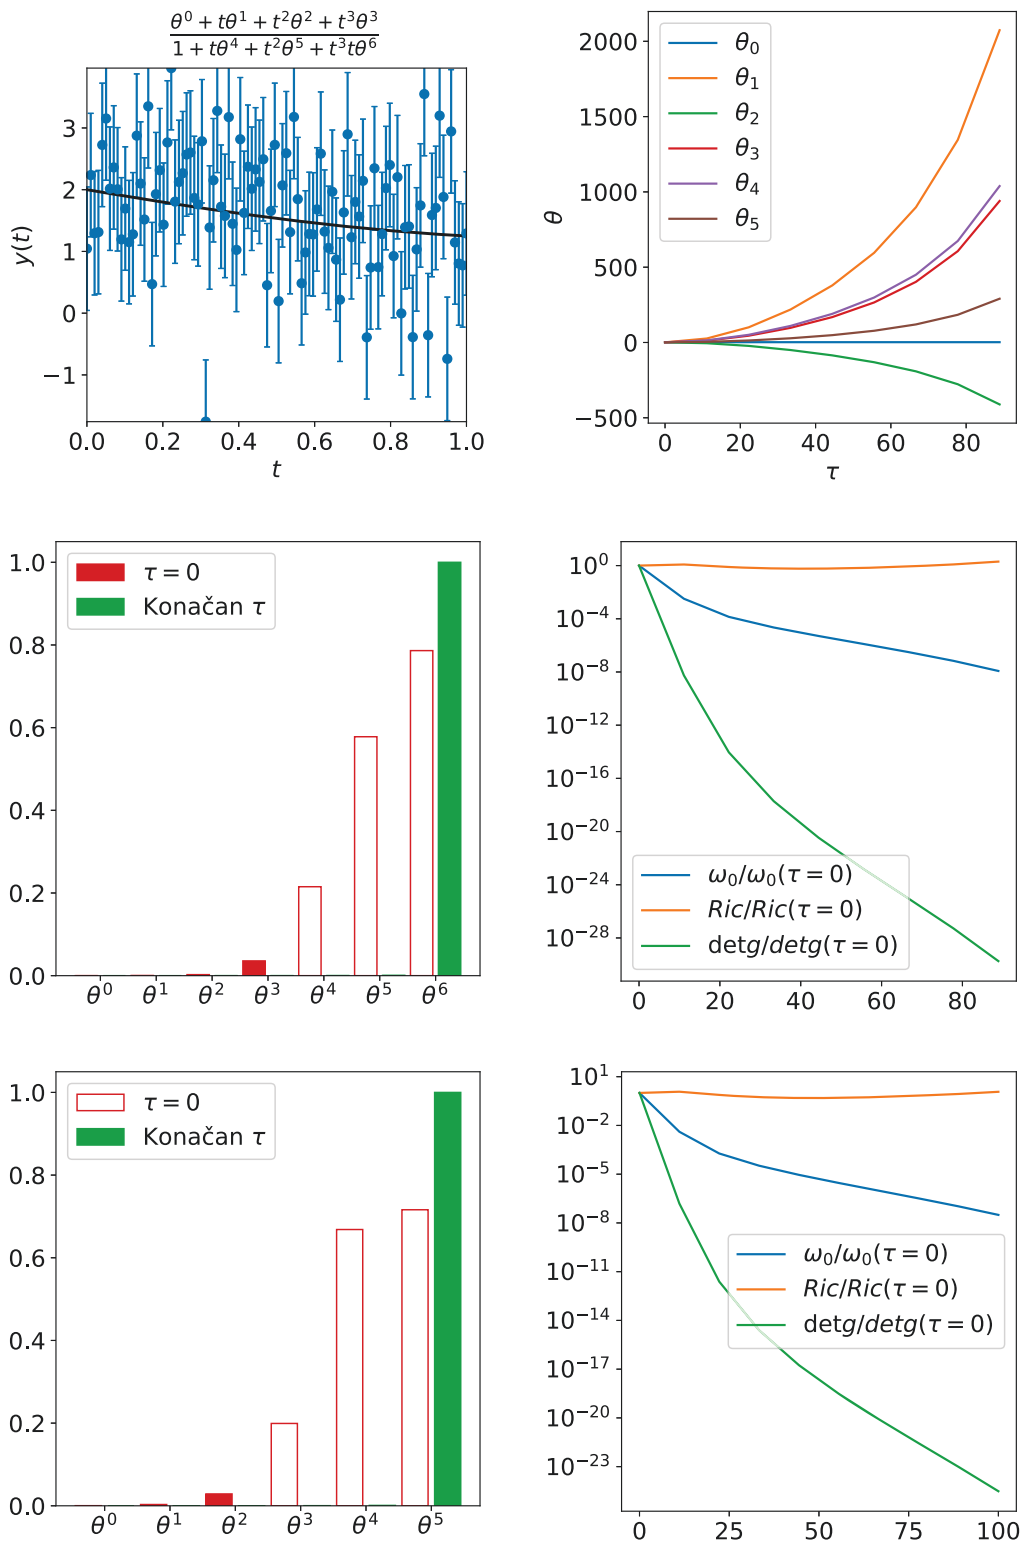 θ⁰ + tθ¹ + t²θ² + t³θ³
1 + tθ⁴ + t²θ⁵ + t³tθ⁶
3
2
1
0
−1
y(t)
0.0 0.2 0.4 0.6 0.8 1.0
t
θ₀
θ₁
θ₂
θ₃
θ₄
θ₅
2000
1500
1000
500
0
−500
θ
0 20 40 60 80
τ
τ = 0
Konačan τ
1.0
0.8
0.6
0.4
0.2
0.0
θ⁰ θ¹ θ² θ³ θ⁴ θ⁵ θ⁶
10⁰
10⁻⁴
10⁻⁸
10⁻¹²
10⁻¹⁶
10⁻²⁰
10⁻²⁴
10⁻²⁸
ω₀/ω₀(τ = 0)
Ric/Ric(τ = 0)
detg/detg(τ = 0)
0 20 40 60 80
τ = 0
Konačan τ
1.0
0.8
0.6
0.4
0.2
0.0
θ⁰ θ¹ θ² θ³ θ⁴ θ⁵
10¹
10⁻²
10⁻⁵
10⁻⁸
10⁻¹¹
10⁻¹⁴
10⁻¹⁷
10⁻²⁰
10⁻²³
ω₀/ω₀(τ = 0)
Ric/Ric(τ = 0)
detg/detg(τ = 0)
0 25 50 75 100